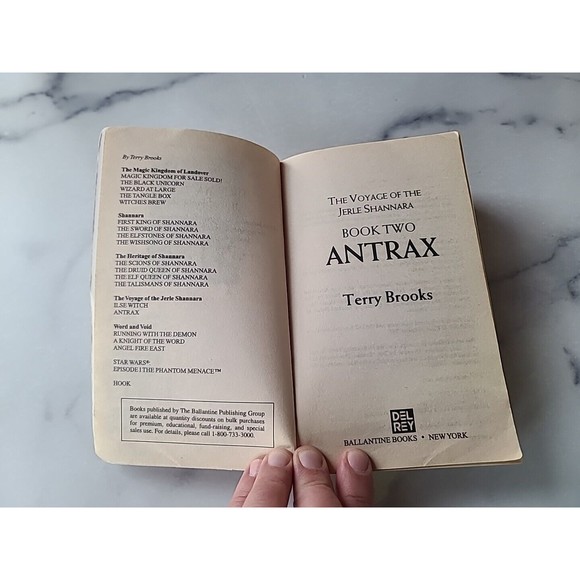 By Terry Brooks
The Magic Kingdom of Landover
MAGIC KINGDOM FOR SALE SOLD!
THE BLACK UNICORN
WIZARD AT LARGE
THE TANGLE BOX
WITCHES BREW
Shannara
FIRST KING OF SHANNARA
THE SWORD OF SHANNARA
THE ELFSTONES OF SHANNARA
THE WISHSONG OF SHANNARA
The Heritage of Shannara
THE SCIONS OF SHANNARA
THE DRUID QUEEN OF SHANNARA
THE ELF QUEEN OF SHANNARA
THE TALISMANS OF SHANNARA
The Voyage of the Jerle Shannara
ILSE WITCH
ANTRAX
Word and Void
RUNNING WITH THE DEMON
A KNIGHT OF THE WORD
ANGEL FIRE EAST
STAR WARS®
EPISODE I THE PHANTOM MENACE™
HOOK
Books published by The Ballantine Publishing Group
are available at quantity discounts on bulk purchases
for premium, educational, fund-raising, and special
sales use. For details, please call 1-800-733-3000.
THE VOYAGE OF THE
JERLE SHANNARA
BOOK TWO
ANTRAX
Terry Brooks
DEL
REY
BALLANTINE BOOKS • NEW YORK